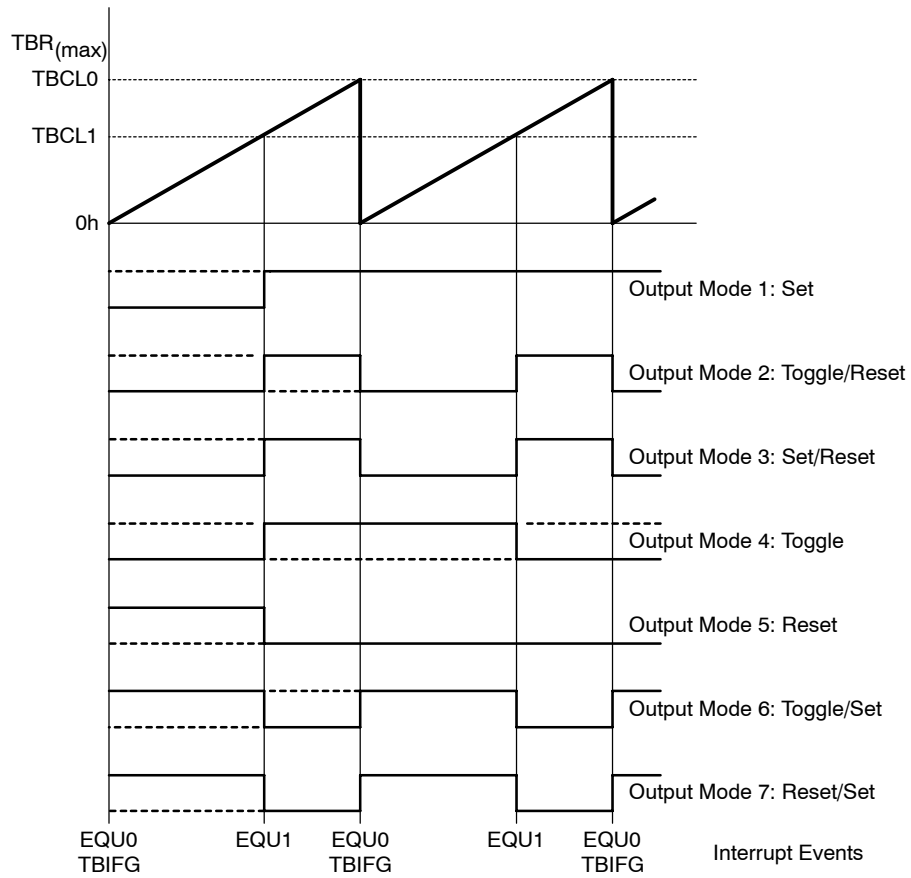 TBR(max)
TBCL0
TBCL1
0h
Output Mode 1: Set
Output Mode 2: Toggle/Reset
Output Mode 3: Set/Reset
Output Mode 4: Toggle
Output Mode 5: Reset
Output Mode 6: Toggle/Set
Output Mode 7: Reset/Set
EQU0 EQU1 EQU0 EQU1 EQU0
TBIFG TBIFG TBIFG Interrupt Events